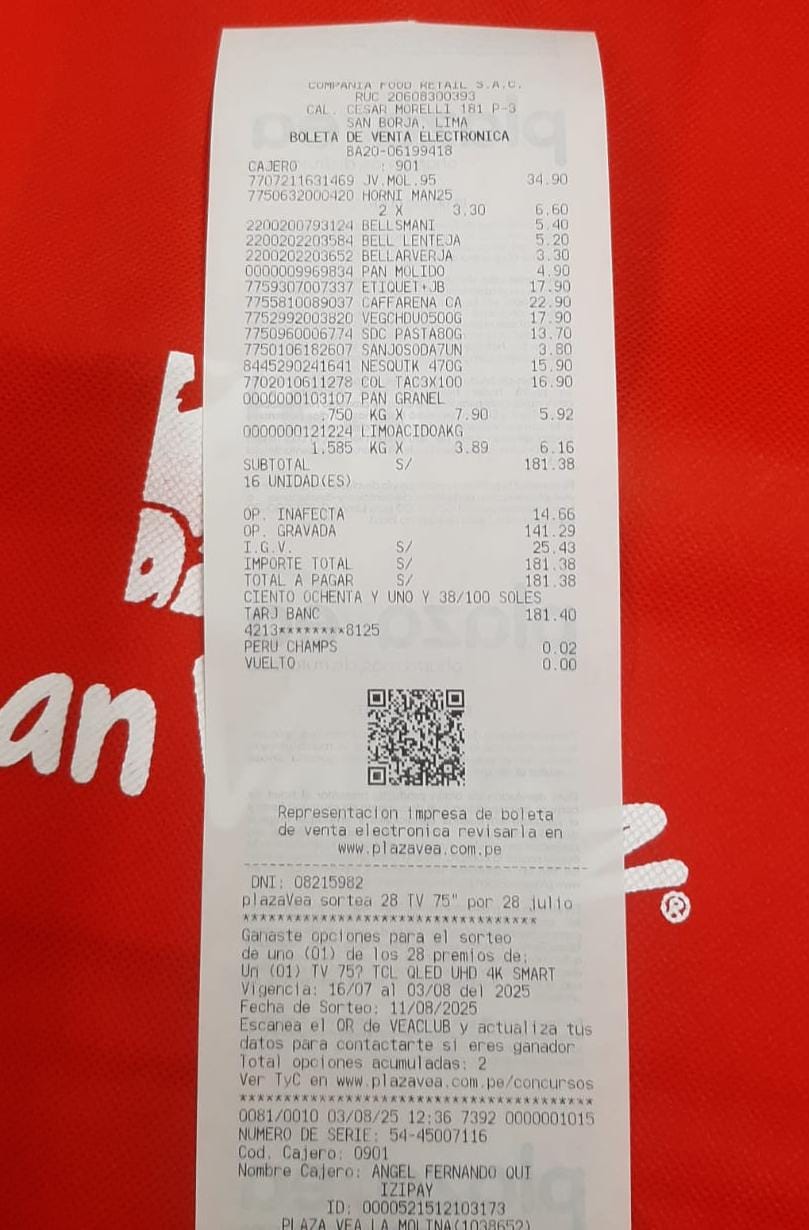 COMPANIA FOOD RETAIL S.A.C.
RUC 20608300393
CAL. CESAR MORELLI 181 P-3
SAN BORJA, LIMA
BOLETA DE VENTA ELECTRONICA
BA20-06199418
CAJERO : 901
7707211631469 JV.MOL.95 34.90
7750632000420 HORNI MAN25
2 X 3.30 6.60
2200200793124 BELLSMANI 5.40
2200202203584 BELL LENTEJA 5.20
2200202203652 BELLARVERJA 3.30
0000009969834 PAN MOLIDO 4.90
7759307007337 ETIQUET+JB 17.90
7755810089037 CAFFARENA CA 22.90
7752992003820 VEGCHDUO500G 17.90
7750960006774 SDC PASTA80G 13.70
7750106182607 SANJOSODA7UN 3.80
8445290241641 NESQUIK 470G 15.90
7702010611278 COL TAC3X100 16.90
0000000103107 PAN GRANEL
.750 KG X 7.90 5.92
0000000121224 LIMOACIDOAKG
1.585 KG X 3.89 6.16
SUBTOTAL S/ 181.38
16 UNIDAD(ES)
OP. INAFECTA 14.66
OP. GRAVADA 141.29
I.G.V. S/ 25.43
IMPORTE TOTAL S/ 181.38
TOTAL A PAGAR S/ 181.38
CIENTO OCHENTA Y UNO Y 38/100 SOLES
TARJ BANC 181.40
4213********8125
PERU CHAMPS 0.02
VUELTO 0.00
Representacion impresa de boleta
de venta electronica revisarla en
www.plazavea.com.pe
DNI: 08215982
plazaVea sortea 28 TV 75" por 28 julio
**********************************
Ganaste opciones para el sorteo
de uno (01) de los 28 premios de:
Un (01) TV 75? TCL QLED UHD 4K SMART
Vigencia: 16/07 al 03/08 del 2025
Fecha de Sorteo: 11/08/2025
Escanea el QR de VEACLUB y actualiza tus
datos para contactarte si eres ganador
Total opciones acumuladas: 2
Ver TyC en www.plazavea.com.pe/concursos
****************************************
0081/0010 03/08/25 12:36 7392 0000001015
NUMERO DE SERIE: 54-45007116
Cod. Cajero: 0901
Nombre Cajero: ANGEL FERNANDO QUI
IZIPAY
ID: 0000521512103173
PLAZA VEA LA MOLINA(1038652)
an
®